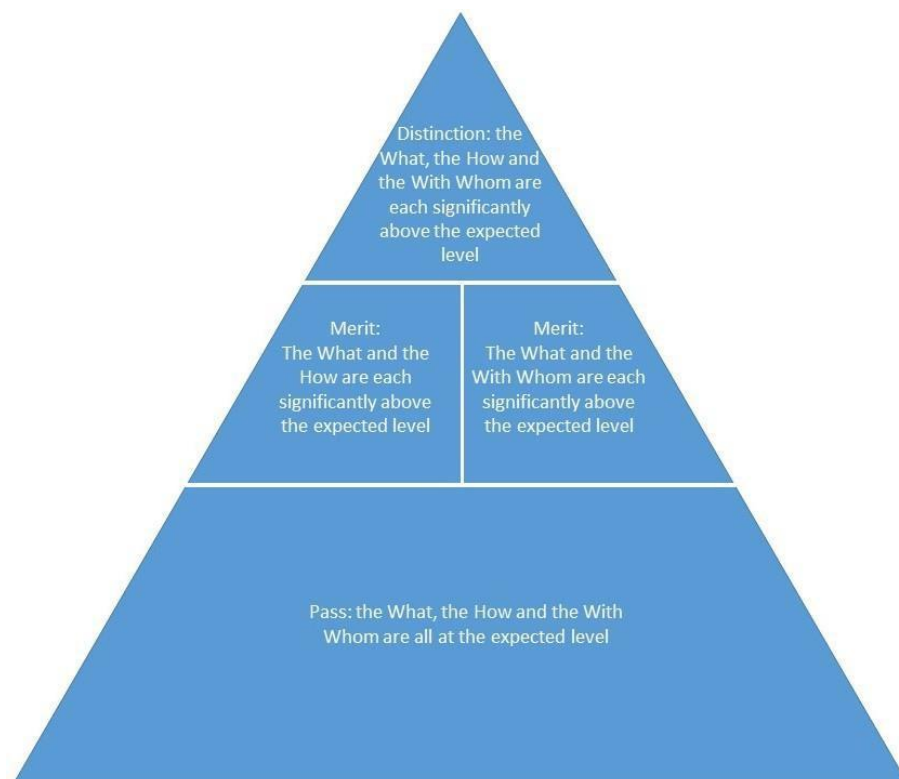 Distinction: the
What, the How and
the With Whom are
each significantly
above the expected
level
Merit:
The What and the
How are each
significantly above
the expected level
Merit:
The What and the
With Whom are each
significantly above
the expected level
Pass: the What, the How and the With
Whom are all at the expected level